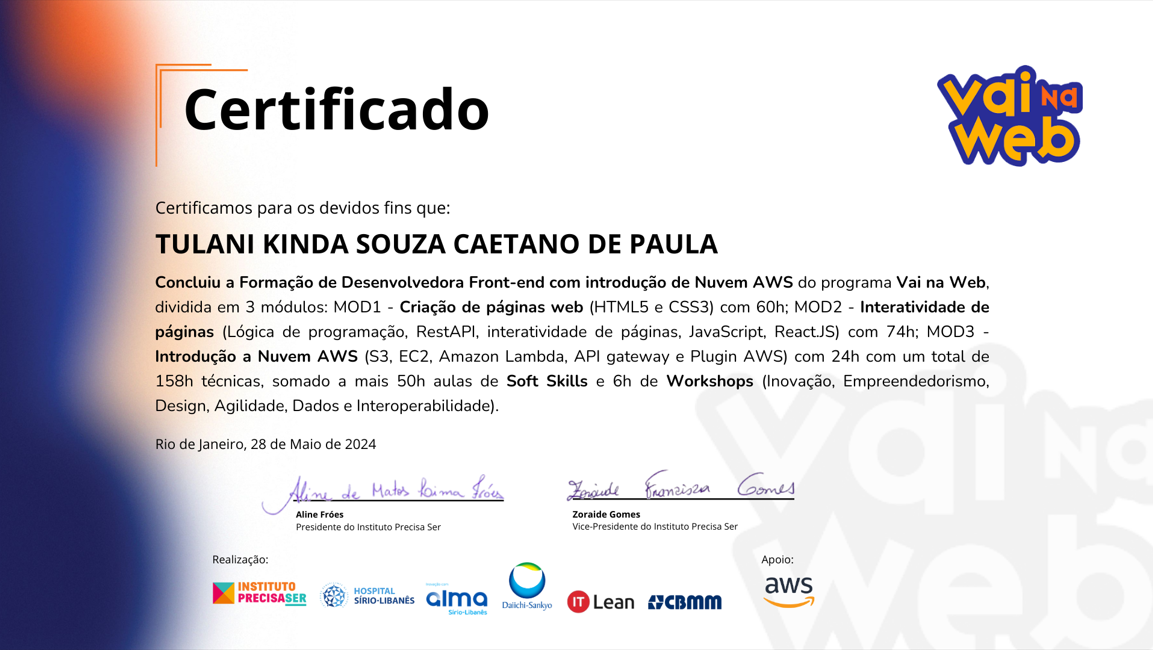 Certificado
vai na
web
Certificamos para os devidos fins que:
TULANI KINDA SOUZA CAETANO DE PAULA
Concluiu a Formação de Desenvolvedora Front-end com introdução de Nuvem AWS do programa Vai na Web,
dividida em 3 módulos: MOD1 - Criação de páginas web (HTML5 e CSS3) com 60h; MOD2 - Interatividade de
páginas (Lógica de programação, RestAPI, interatividade de páginas, JavaScript, React.JS) com 74h; MOD3 -
Introdução a Nuvem AWS (S3, EC2, Amazon Lambda, API gateway e Plugin AWS) com 24h com um total de
158h técnicas, somado a mais 50h aulas de Soft Skills e 6h de Workshops (Inovação, Empreendedorismo,
Design, Agilidade, Dados e Interoperabilidade).
Rio de Janeiro, 28 de Maio de 2024
vai na
web
Aline de Matos Lima Fróes
Zoraide Francisca Gomes
Aline Fróes
Presidente do Instituto Precisa Ser
Zoraide Gomes
Vice-Presidente do Instituto Precisa Ser
Realização:
Apoio:
INSTITUTO
PRECISASER
HOSPITAL
SÍRIO-LIBANÊS
alma
Sírio-Libanês
Daiichi-Sankyo
IT Lean
CBMM
aws